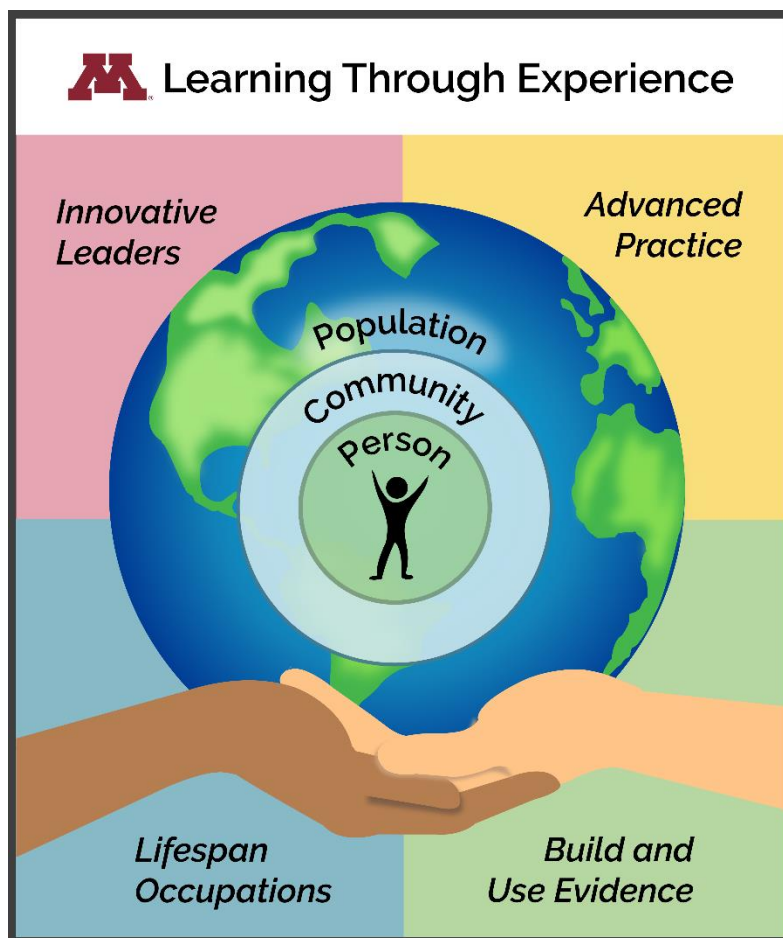 M Learning Through Experience
Innovative
Leaders
Advanced
Practice
Population
Community
Person
Lifespan
Occupations
Build and
Use Evidence